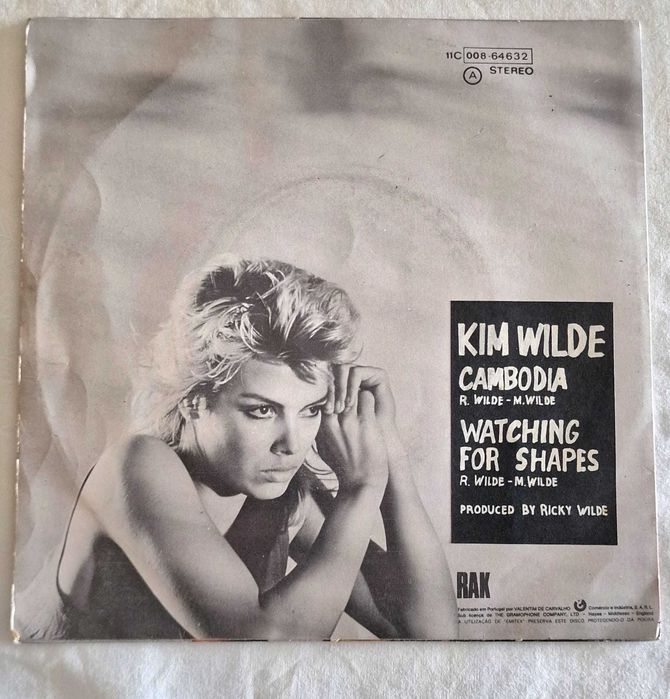 11C 008-64632
A STEREO
KIM WILDE
CAMBODIA
R. WILDE - M. WILDE
WATCHING
FOR SHAPES
R. WILDE - M. WILDE
PRODUCED BY RICKY WILDE
RAK
Fabricado em Portugal por VALENTIM DE CARVALHO Comércio e Indústria, S.A.R.L.
Sub licença de THE GRAMOPHONE COMPANY, LTD. - Hayes - Middlesex - England
A UTILIZAÇÃO DE "EMITEX" PRESERVA ESTE DISCO, PROTEGENDO-O DA POEIRA